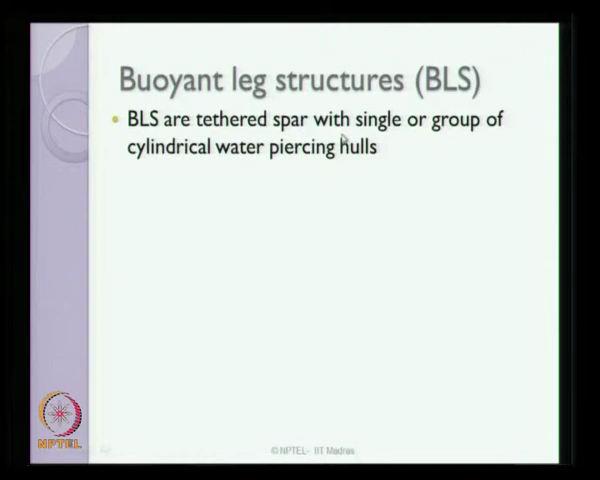 Buoyant leg structures (BLS)
BLS are tethered spar with single or group of
cylindrical water piercing hulls
NPTEL
© NPTEL- IIT Madras